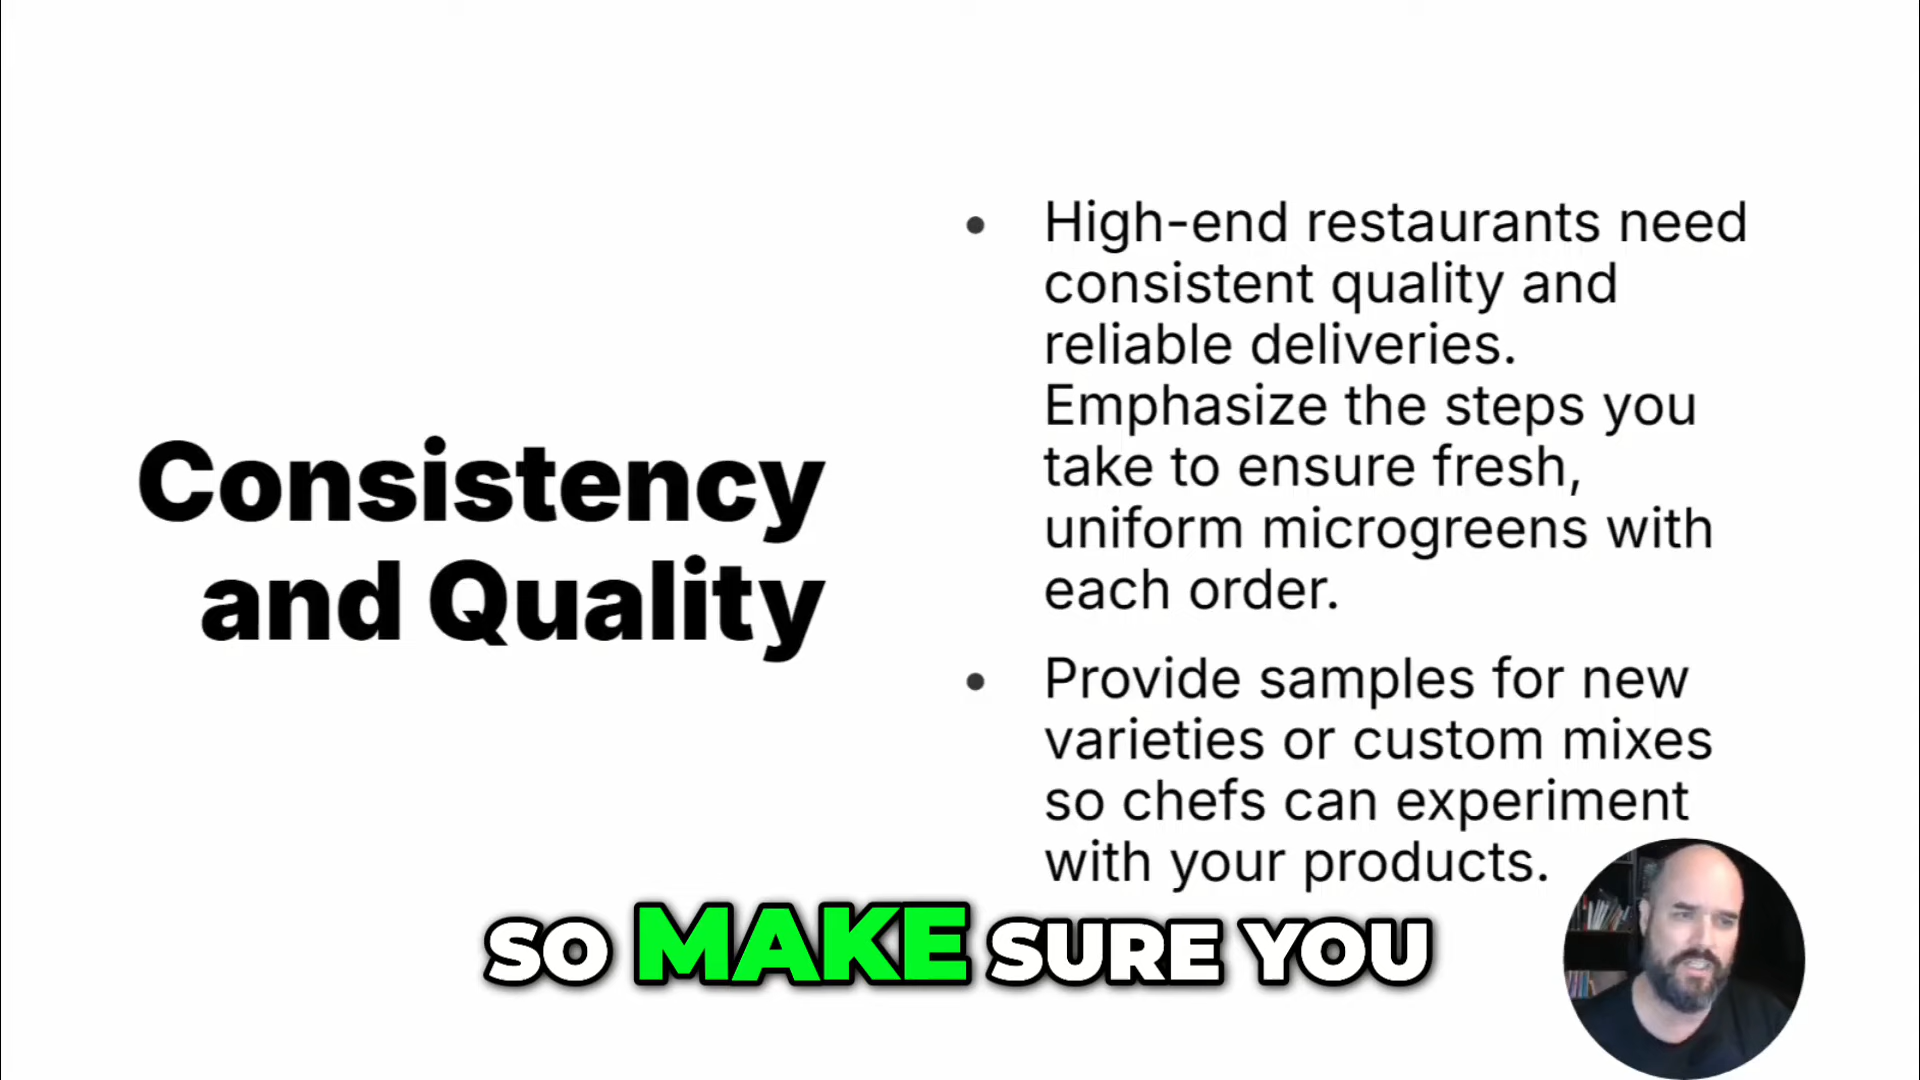 Consistency
and Quality
• High-end restaurants need
consistent quality and
reliable deliveries.
Emphasize the steps you
take to ensure fresh,
uniform microgreens with
each order.
• Provide samples for new
varieties or custom mixes
so chefs can experiment
with your products.
SO MAKE SURE YOU